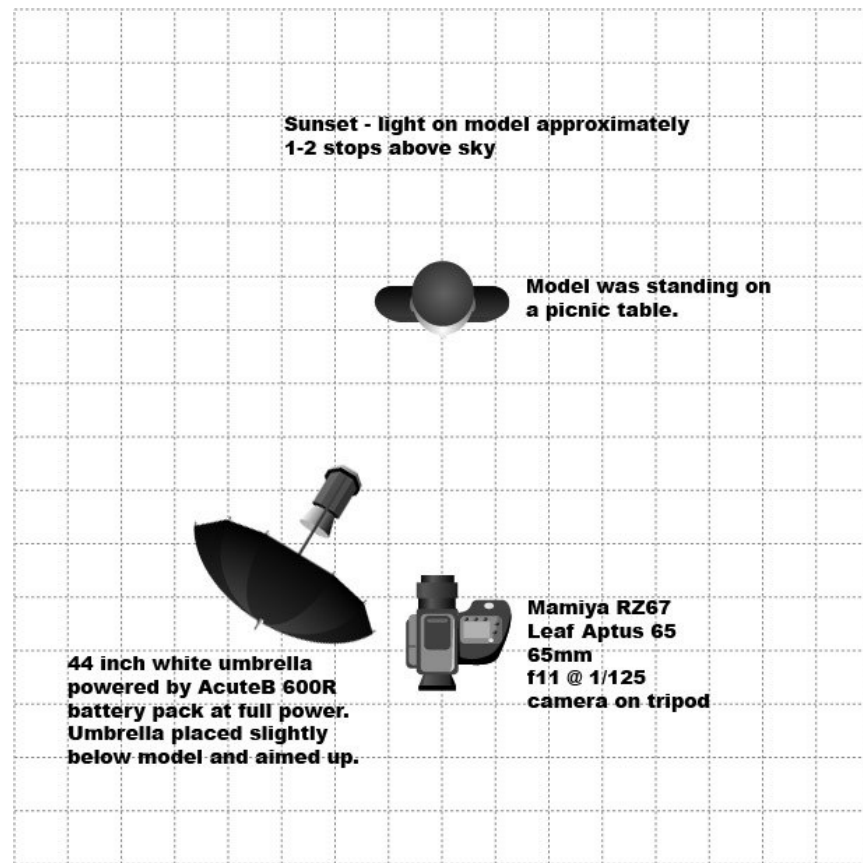 Sunset - light on model approximately
1-2 stops above sky
Model was standing on
a picnic table.
Mamiya RZ67
Leaf Aptus 65
65mm
f11 @ 1/125
camera on tripod
44 inch white umbrella
powered by AcuteB 600R
battery pack at full power.
Umbrella placed slightly
below model and aimed up.